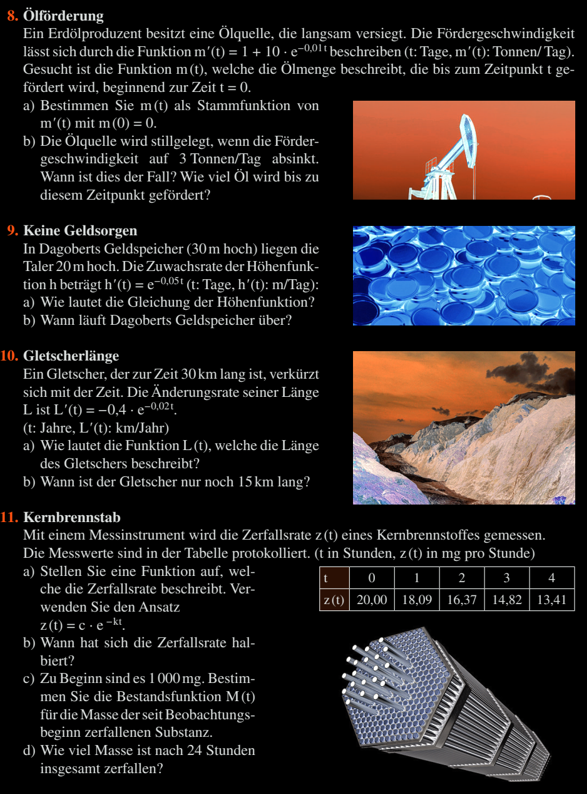 8. Ölförderung
Ein Erdölproduzent besitzt eine Ölquelle, die langsam versiegt. Die Fördergeschwindigkeit
lässt sich durch die Funktion m′(t) = 1 + 10 · e^−0,01t beschreiben (t: Tage, m′(t): Tonnen/Tag).
Gesucht ist die Funktion m(t), welche die Ölmenge beschreibt, die bis zum Zeitpunkt t ge-
fördert wird, beginnend zur Zeit t = 0.
a) Bestimmen Sie m(t) als Stammfunktion von
m′(t) mit m(0) = 0.
b) Die Ölquelle wird stillgelegt, wenn die Förder-
geschwindigkeit auf 3 Tonnen/Tag absinkt.
Wann ist dies der Fall? Wie viel Öl wird bis zu
diesem Zeitpunkt gefördert?
9. Keine Geldsorgen
In Dagoberts Geldspeicher (30 m hoch) liegen die
Taler 20 m hoch. Die Zuwachsrate der Höhenfunk-
tion h beträgt h′(t) = e^−0,05t (t: Tage, h′(t): m/Tag):
a) Wie lautet die Gleichung der Höhenfunktion?
b) Wann läuft Dagoberts Geldspeicher über?
10. Gletscherlänge
Ein Gletscher, der zur Zeit 30 km lang ist, verkürzt
sich mit der Zeit. Die Änderungsrate seiner Länge
L ist L′(t) = −0,4 · e^−0,02t.
(t: Jahre, L′(t): km/Jahr)
a) Wie lautet die Funktion L(t), welche die Länge
des Gletschers beschreibt?
b) Wann ist der Gletscher nur noch 15 km lang?
11. Kernbrennstab
Mit einem Messinstrument wird die Zerfallsrate z(t) eines Kernbrennstoffes gemessen.
Die Messwerte sind in der Tabelle protokolliert. (t in Stunden, z(t) in mg pro Stunde)
a) Stellen Sie eine Funktion auf, wel-
che die Zerfallsrate beschreibt. Ver-
wenden Sie den Ansatz
z(t) = c · e^−kt.
b) Wann hat sich die Zerfallsrate hal-
biert?
c) Zu Beginn sind es 1 000 mg. Bestim-
men Sie die Bestandsfunktion M(t)
für die Masse der seit Beobachtungs-
beginn zerfallenen Substanz.
d) Wie viel Masse ist nach 24 Stunden
insgesamt zerfallen?
t 0 1 2 3 4
z(t) 20,00 18,09 16,37 14,82 13,41